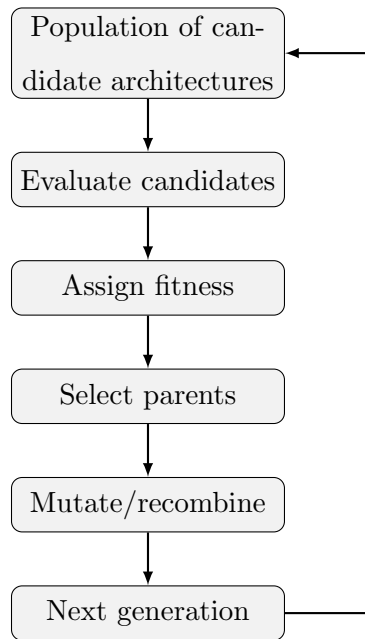 Population of can-
didate architectures
Evaluate candidates
Assign fitness
Select parents
Mutate/recombine
Next generation